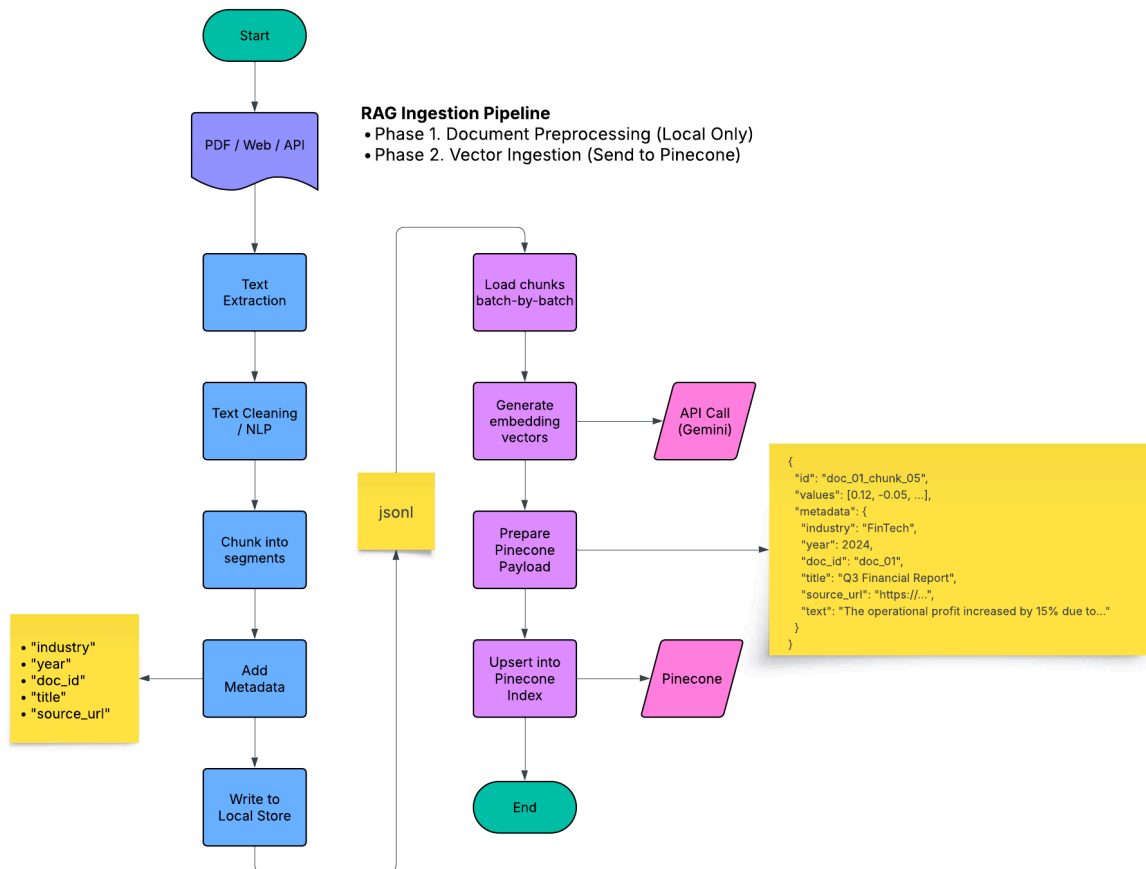 Start
PDF / Web / API
RAG Ingestion Pipeline
• Phase 1. Document Preprocessing (Local Only)
• Phase 2. Vector Ingestion (Send to Pinecone)
Text
Extraction
Text Cleaning
/ NLP
Chunk into
segments
Add
Metadata
• "industry"
• "year"
• "doc_id"
• "title"
• "source_url"
Write to
Local Store
jsonl
Load chunks
batch-by-batch
Generate
embedding
vectors
API Call
(Gemini)
Prepare
Pinecone
Payload
{
"id": "doc_01_chunk_05",
"values": [0.12, -0.05, ...],
"metadata": {
"industry": "FinTech",
"year": 2024,
"doc_id": "doc_01",
"title": "Q3 Financial Report",
"source_url": "https://...",
"text": "The operational profit increased by 15% due to..."
}
}
Upsert into
Pinecone
Index
Pinecone
End